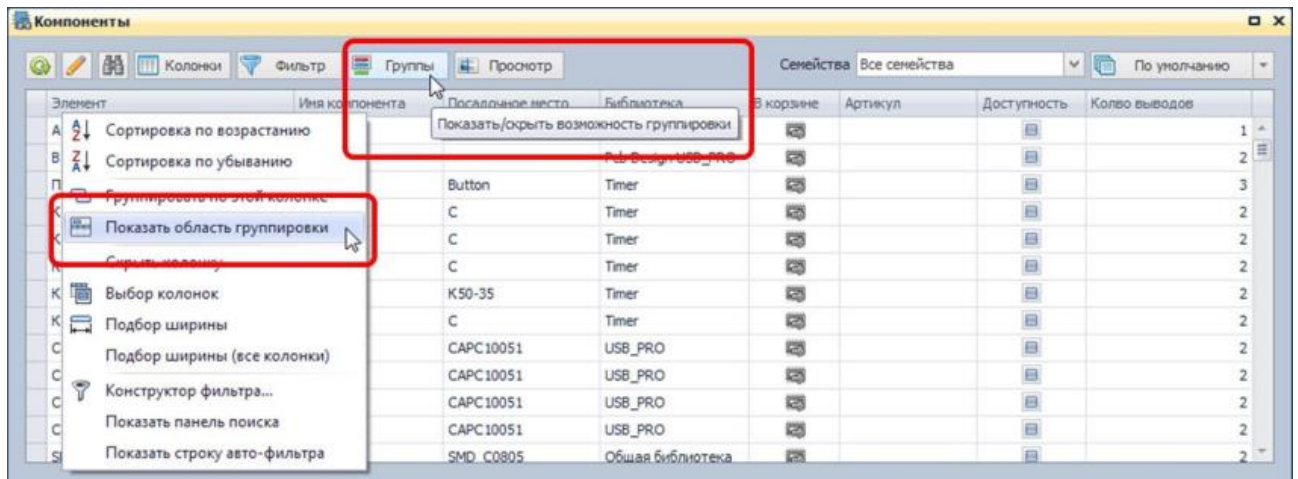 Компоненты
Колонки Фильтр Группы Просмотр Семейства Все семейства По умолчанию
Элемент Имя компонента Посадочное место Библиотека В корзине Артикул Доступность Колво выводов
Показать/скрыть возможность группировки
Сортировка по возрастанию 1
Сортировка по убыванию Pcb Design USB_PRO 2
Группировать по этой колонке Button Timer 3
Показать область группировки C Timer 2
C Timer 2
Скрыть колонку C Timer 2
Выбор колонок K50-35 Timer 2
Подбор ширины C Timer 2
Подбор ширины (все колонки) CAPC10051 USB_PRO 2
Конструктор фильтра... CAPC10051 USB_PRO 2
CAPC10051 USB_PRO 2
Показать панель поиска CAPC10051 USB_PRO 2
Показать строку авто-фильтра SMD_C0805 Общая библиотека 2